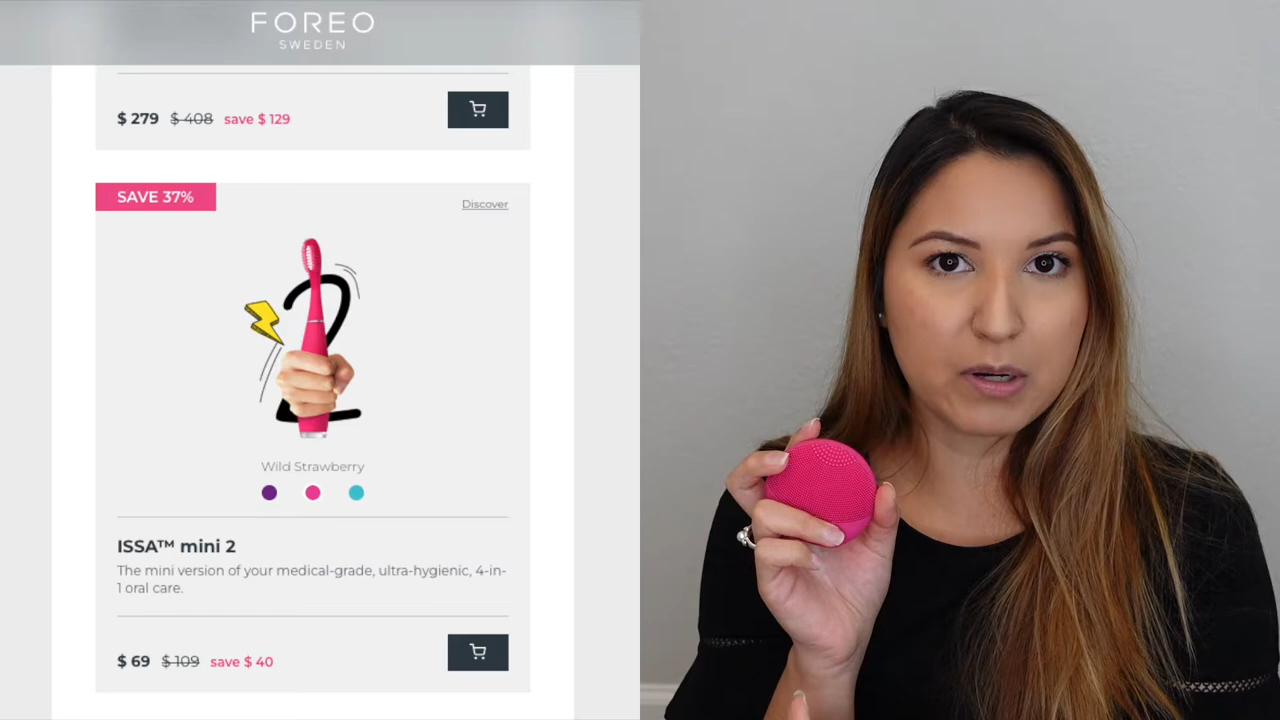 FOREO
SWEDEN
$ 279 $ 408 save $ 129
SAVE 37%
Discover
Wild Strawberry
ISSA™ mini 2
The mini version of your medical-grade, ultra-hygienic, 4-in-
1 oral care.
$ 69 $ 109 save $ 40